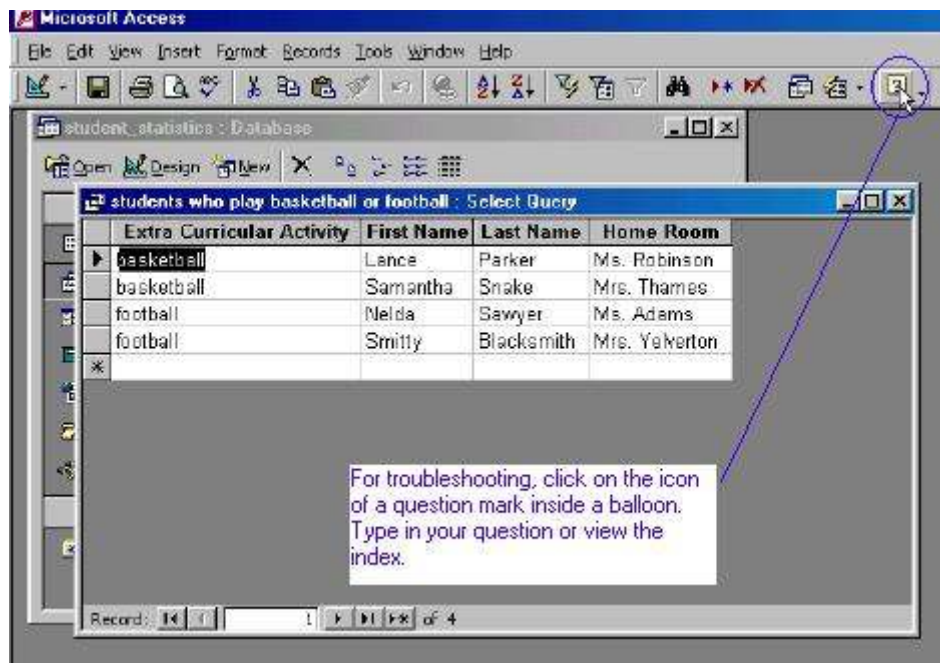 Microsoft Access
File Edit View Insert Format Records Tools Window Help
student_statistics : Database
Open Design New
students who play basketball or football : Select Query
Extra Curricular Activity First Name Last Name Home Room
basketball Lance Parker Ms. Robinson
basketball Samantha Snake Mrs. Thames
football Nelda Sawyer Ms. Adams
football Smitty Blacksmith Mrs. Yelverton
For troubleshooting, click on the icon
of a question mark inside a balloon.
Type in your question or view the
index.
Record: 1 of 4